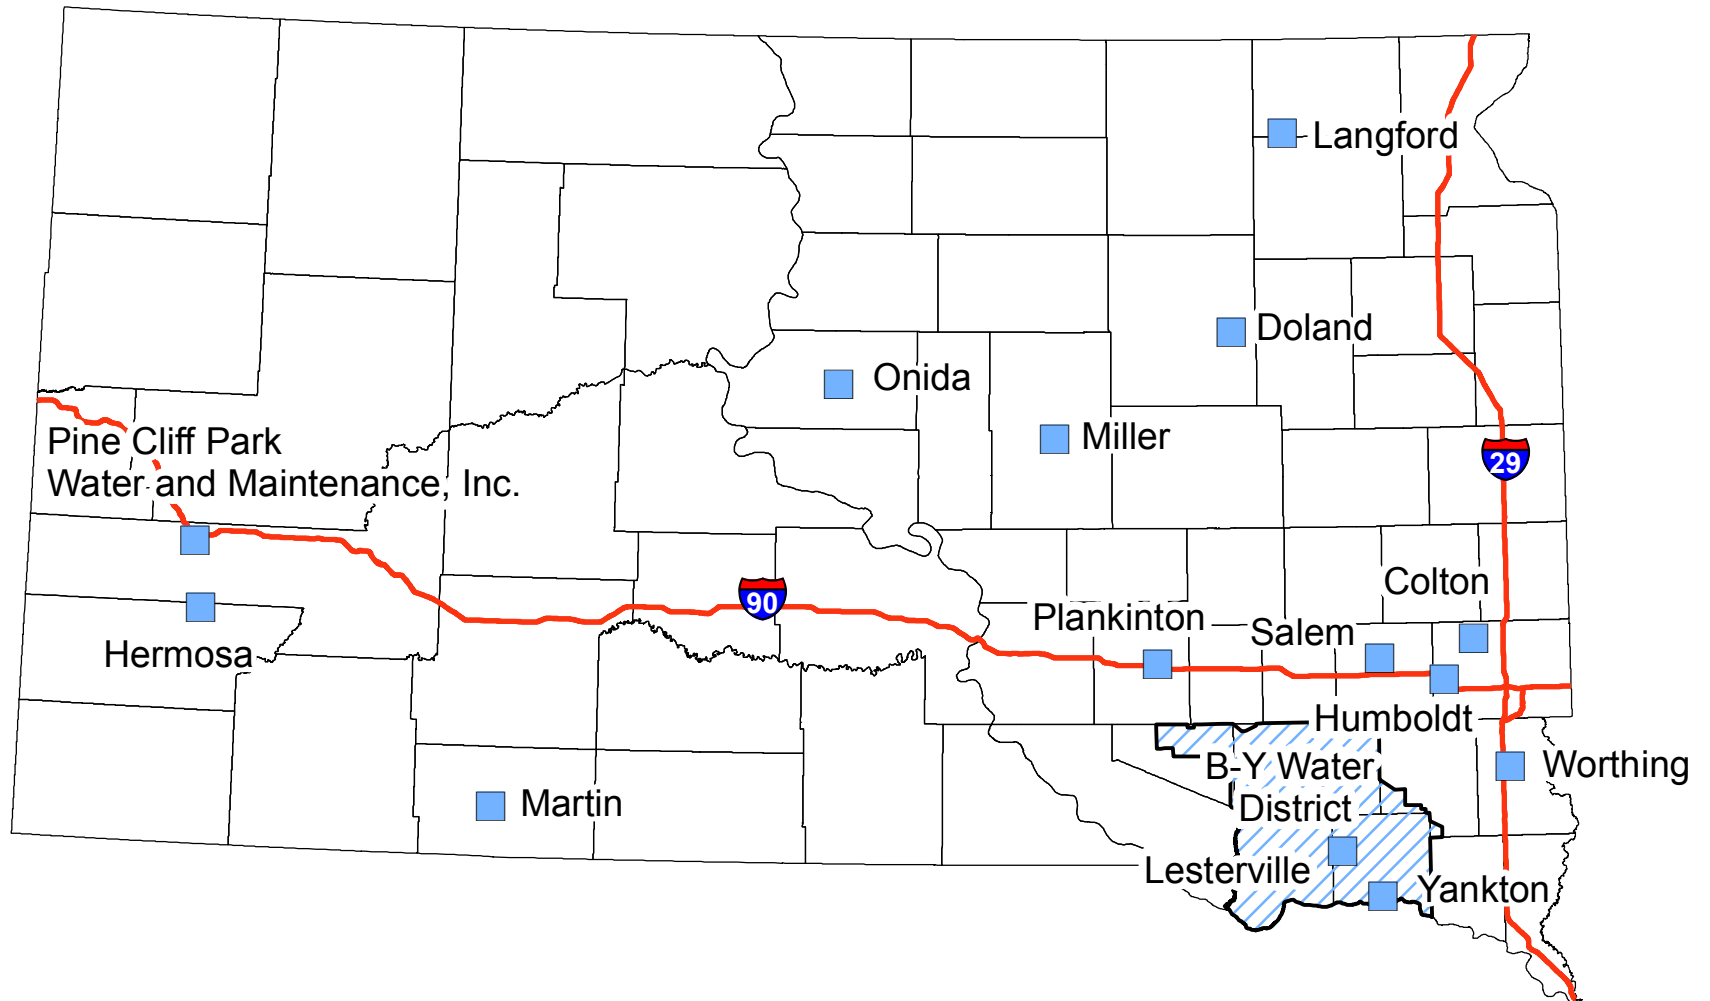 Langford
Doland
Onida
Miller
Pine Cliff Park
Water and Maintenance, Inc.
29
Colton
90
Plankinton
Salem
Hermosa
Humboldt
B-Y Water
District
Worthing
Martin
Lesterville
Yankton